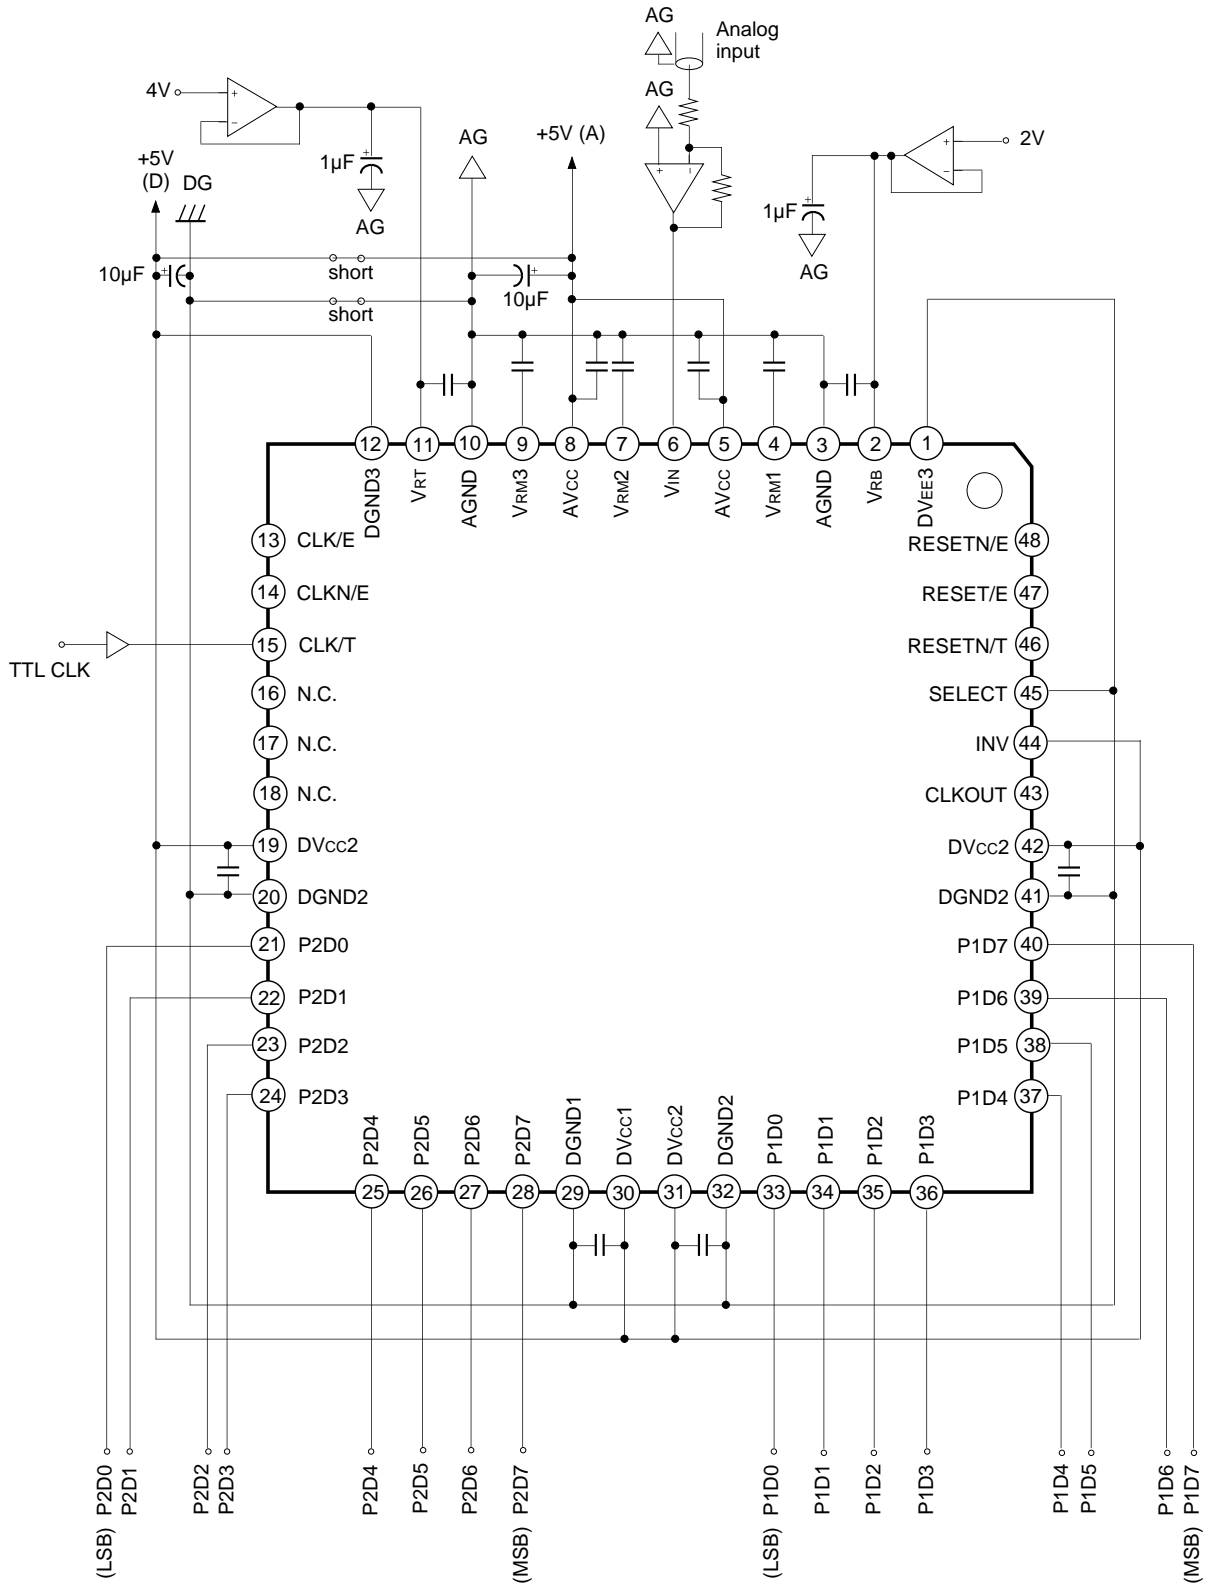 AG
Analog
input
4V
AG
+
−
+5V (A)
AG
+
−
2V
+5V
(D)
DG
1μF
+
AG
+
−
1μF
+
AG
10μF
+
short
+
10μF
short
12
11
10
9
8
7
6
5
4
3
2
1
DGND3
VRT
AGND
VRM3
AVCC
VRM2
VIN
AVCC
VRM1
AGND
VRB
DVEE3
13 CLK/E
14 CLKN/E
15 CLK/T
TTL CLK
16 N.C.
17 N.C.
18 N.C.
19 DVCC2
20 DGND2
21 P2D0
22 P2D1
23 P2D2
24 P2D3
RESETN/E 48
RESET/E 47
RESETN/T 46
SELECT 45
INV 44
CLKOUT 43
DVCC2 42
DGND2 41
P1D7 40
P1D6 39
P1D5 38
P1D4 37
P2D4
P2D5
P2D6
P2D7
DGND1
DVCC1
DVCC2
DGND2
P1D0
P1D1
P1D2
P1D3
25
26
27
28
29
30
31
32
33
34
35
36
(LSB) P2D0
P2D1
P2D2
P2D3
P2D4
P2D5
P2D6
(MSB) P2D7
(LSB) P1D0
P1D1
P1D2
P1D3
P1D4
P1D5
P1D6
(MSB) P1D7